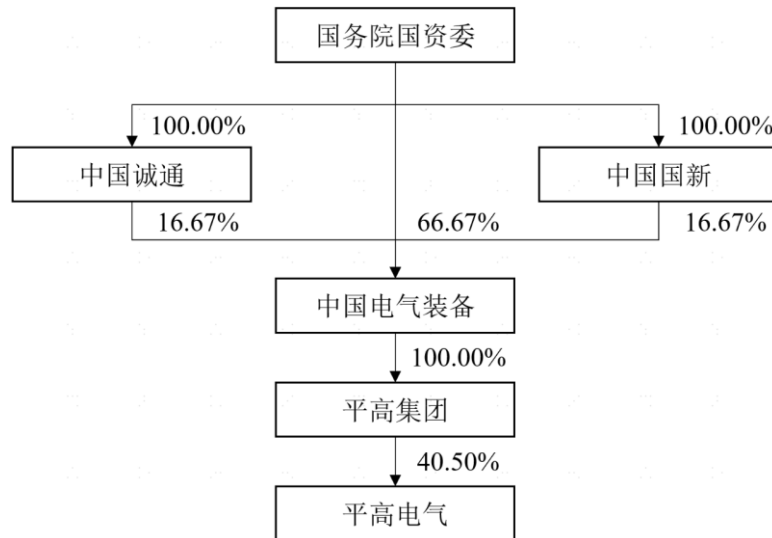 国务院国资委
100.00%
100.00%
中国诚通
中国国新
16.67%
66.67%
16.67%
中国电气装备
100.00%
平高集团
40.50%
平高电气